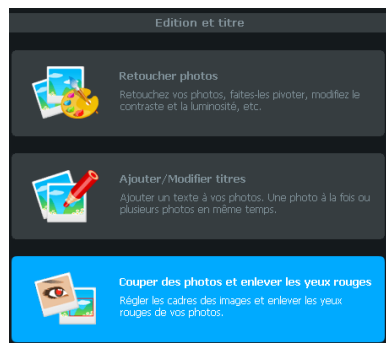 Edition et titre
Retoucher photos
Retouchez vos photos, faites-les pivoter, modifiez le
contraste et la luminosité, etc.
Ajouter/Modifier titres
Ajouter un texte à vos photos. Une photo à la fois ou
plusieurs photos en même temps.
Couper des photos et enlever les yeux rouges
Régler les cadres des images et enlever les yeux
rouges de vos photos.